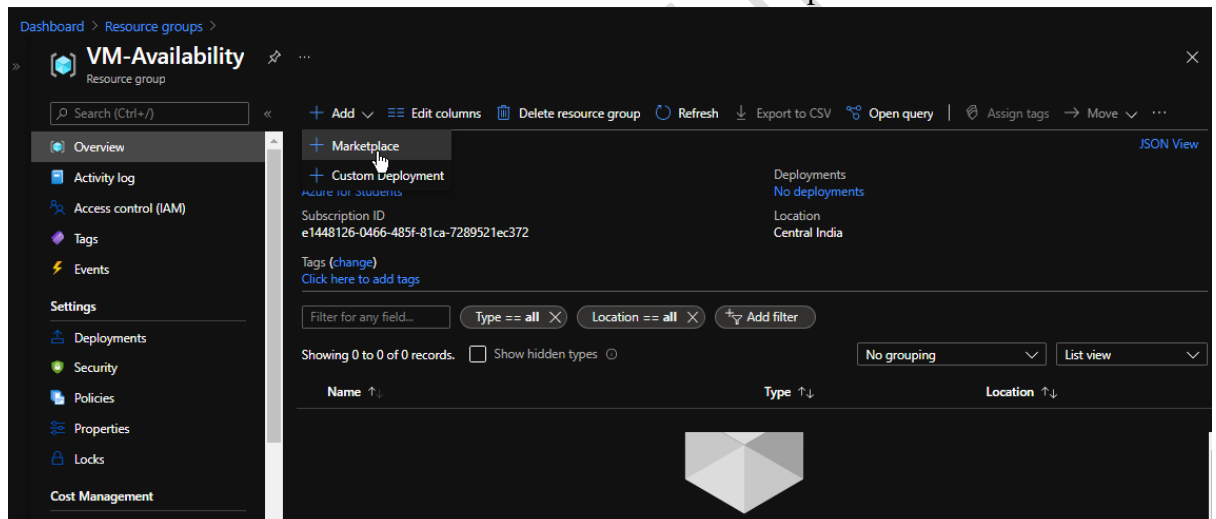 Dashboard > Resource groups >
VM-Availability
Resource group
Search (Ctrl+/)
Add Edit columns Delete resource group Refresh Export to CSV Open query Assign tags Move
Overview
Marketplace
JSON View
Activity log
Custom Deployment
Deployments
Azure for Students
No deployments
Access control (IAM)
Subscription ID
Location
e1448126-0466-485f-81ca-7289521ec372
Central India
Tags
Events
Tags (change)
Click here to add tags
Settings
Filter for any field...
Type == all
Location == all
Add filter
Deployments
Showing 0 to 0 of 0 records.
Show hidden types
No grouping
List view
Security
Policies
Name
Type
Location
Properties
Locks
Cost Management